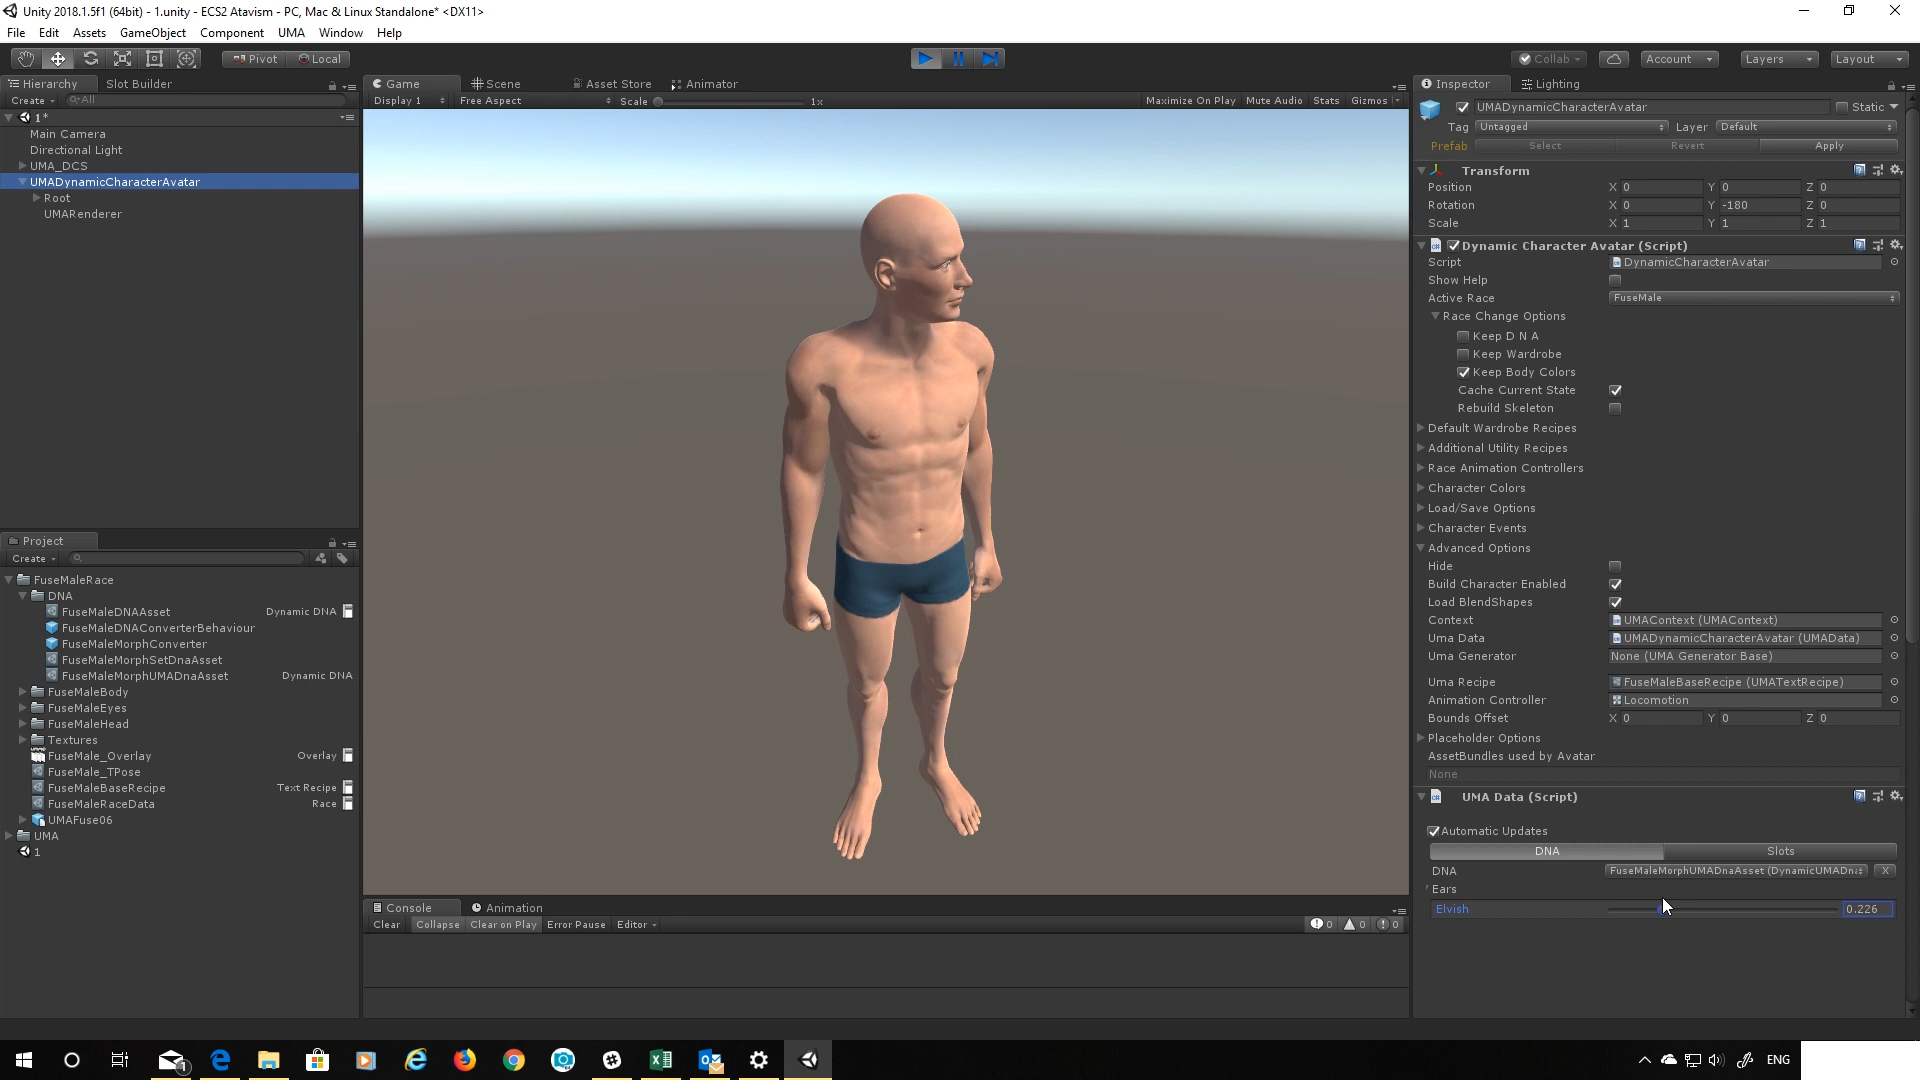 Unity 2018.1.5f1 (64bit) - 1.unity - ECS2 Atavism - PC, Mac & Linux Standalone* <DX11>
File Edit Assets GameObject Component UMA Window Help
Pivot Local Collab Account Layers Layout
Hierarchy Slot Builder
Create All
1*
Main Camera
Directional Light
UMA_DCS
UMADynamicCharacterAvatar
Root
UMARenderer
Project
Create
FuseMaleRace
DNA
FuseMaleDNAAsset Dynamic DNA
FuseMaleDNAConverterBehaviour
FuseMaleMorphConverter
FuseMaleMorphSetDnaAsset
FuseMaleMorphUMADnaAsset Dynamic DNA
FuseMaleBody
FuseMaleEyes
FuseMaleHead
Textures
FuseMale_Overlay Overlay
FuseMale_TPose
FuseMaleBaseRecipe Text Recipe
FuseMaleRaceData Race
UMAFuse06
UMA
1
Game Scene Asset Store Animator
Display 1 Free Aspect Scale 1x Maximize On Play Mute Audio Stats Gizmos
Console Animation
Clear Collapse Clear on Play Error Pause Editor 0 0 0
Inspector Lighting
UMADynamicCharacterAvatar Static
Tag Untagged Layer Default
Prefab Select Revert Apply
Transform
Position X 0 Y 0 Z 0
Rotation X 0 Y -180 Z 0
Scale X 1 Y 1 Z 1
Dynamic Character Avatar (Script)
Script DynamicCharacterAvatar
Show Help
Active Race FuseMale
Race Change Options
Keep D N A
Keep Wardrobe
Keep Body Colors
Cache Current State
Rebuild Skeleton
Default Wardrobe Recipes
Additional Utility Recipes
Race Animation Controllers
Character Colors
Load/Save Options
Character Events
Advanced Options
Hide
Build Character Enabled
Load BlendShapes
Context UMAContext (UMAContext)
Uma Data UMADynamicCharacterAvatar (UMAData)
Uma Generator None (UMA Generator Base)
Uma Recipe FuseMaleBaseRecipe (UMATextRecipe)
Animation Controller Locomotion
Bounds Offset X 0 Y 0 Z 0
Placeholder Options
AssetBundles used by Avatar
None
UMA Data (Script)
Automatic Updates
DNA Slots
DNA FuseMaleMorphUMADnaAsset (DynamicUMADna X
Ears
Elvish 0.226
1 ENG